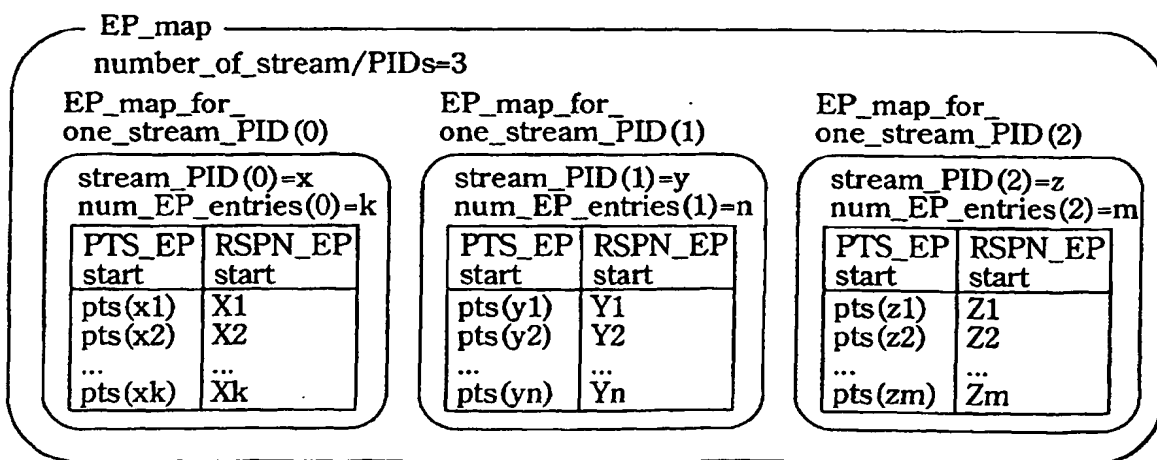 EP_map
number_of_stream/PIDs=3
EP_map_for_
one_stream_PID(0)
stream_PID(0)=x
num_EP_entries(0)=k
PTS_EP RSPN_EP
start start
pts(x1) X1
pts(x2) X2
... ...
pts(xk) Xk
EP_map_for_
one_stream_PID(1)
stream_PID(1)=y
num_EP_entries(1)=n
PTS_EP RSPN_EP
start start
pts(y1) Y1
pts(y2) Y2
... ...
pts(yn) Yn
EP_map_for_
one_stream_PID(2)
stream_PID(2)=z
num_EP_entries(2)=m
PTS_EP RSPN_EP
start start
pts(z1) Z1
pts(z2) Z2
... ...
pts(zm) Zm